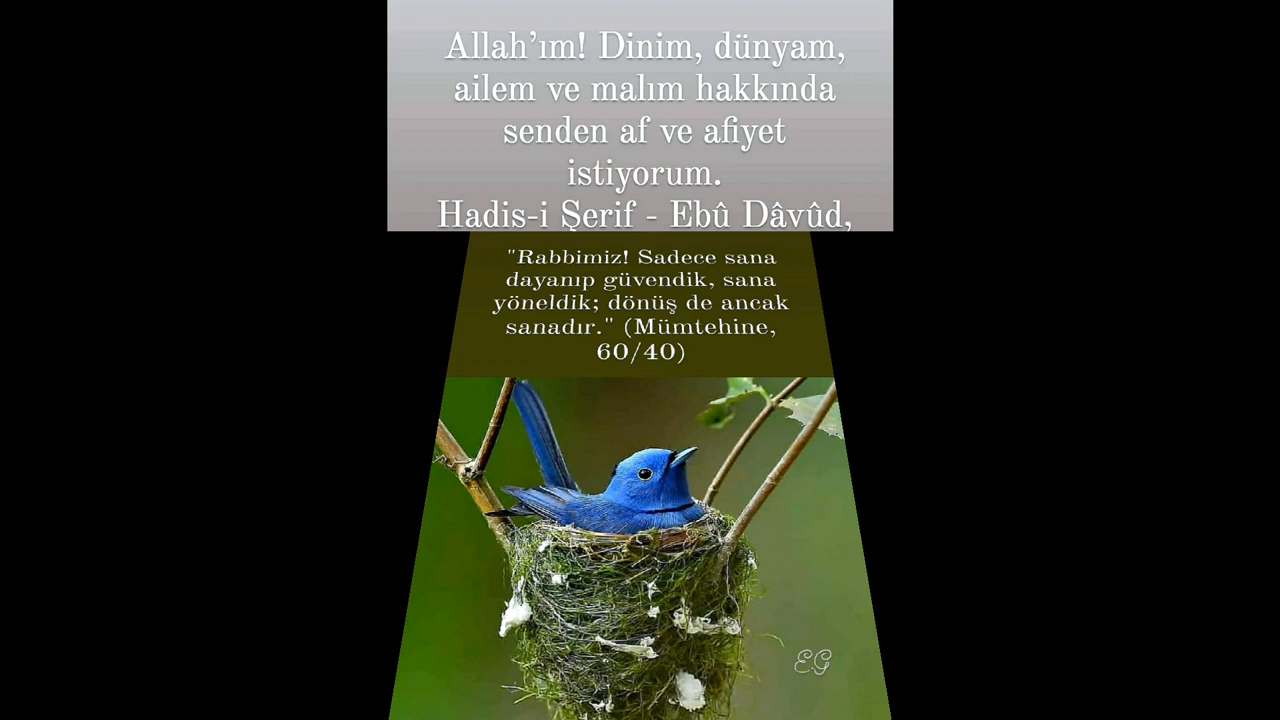 Allah’ım! Dinim, dünyam,
ailem ve malım hakkında
senden af ve afiyet
istiyorum.
Hadis-i Şerif - Ebû Dâvûd,
"Rabbimiz! Sadece sana
dayanıp güvendik, sana
yöneldik; dönüş de ancak
sanadır." (Mümtehine,
60/40)
E.G